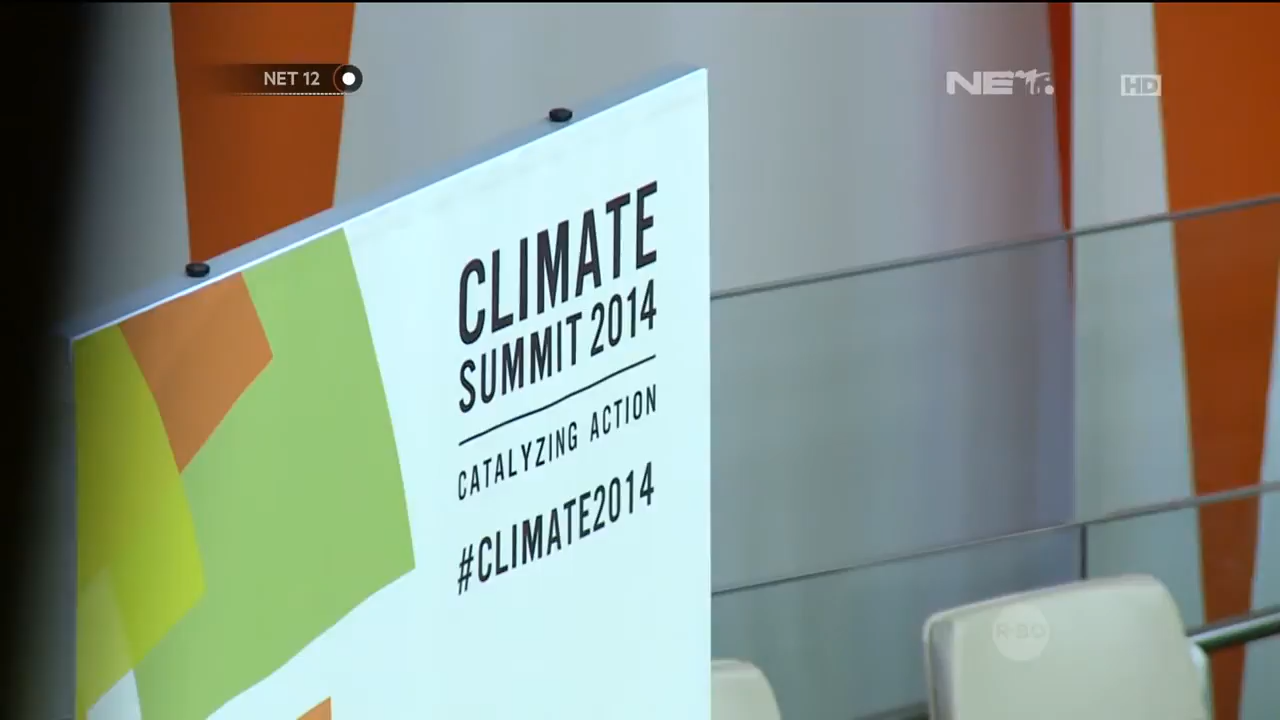 NET 12
NET.
HD
CLIMATE
SUMMIT 2014
CATALYZING ACTION
#CLIMATE2014